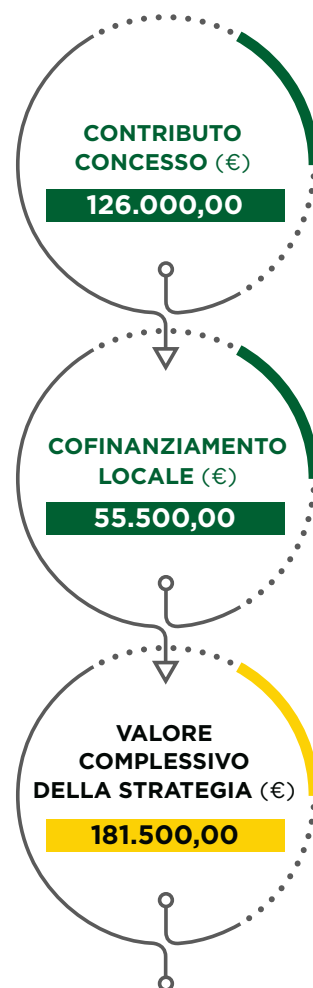 CONTRIBUTO
CONCESSO (€)
126.000,00
COFINANZIAMENTO
LOCALE (€)
55.500,00
VALORE
COMPLESSIVO
DELLA STRATEGIA (€)
181.500,00